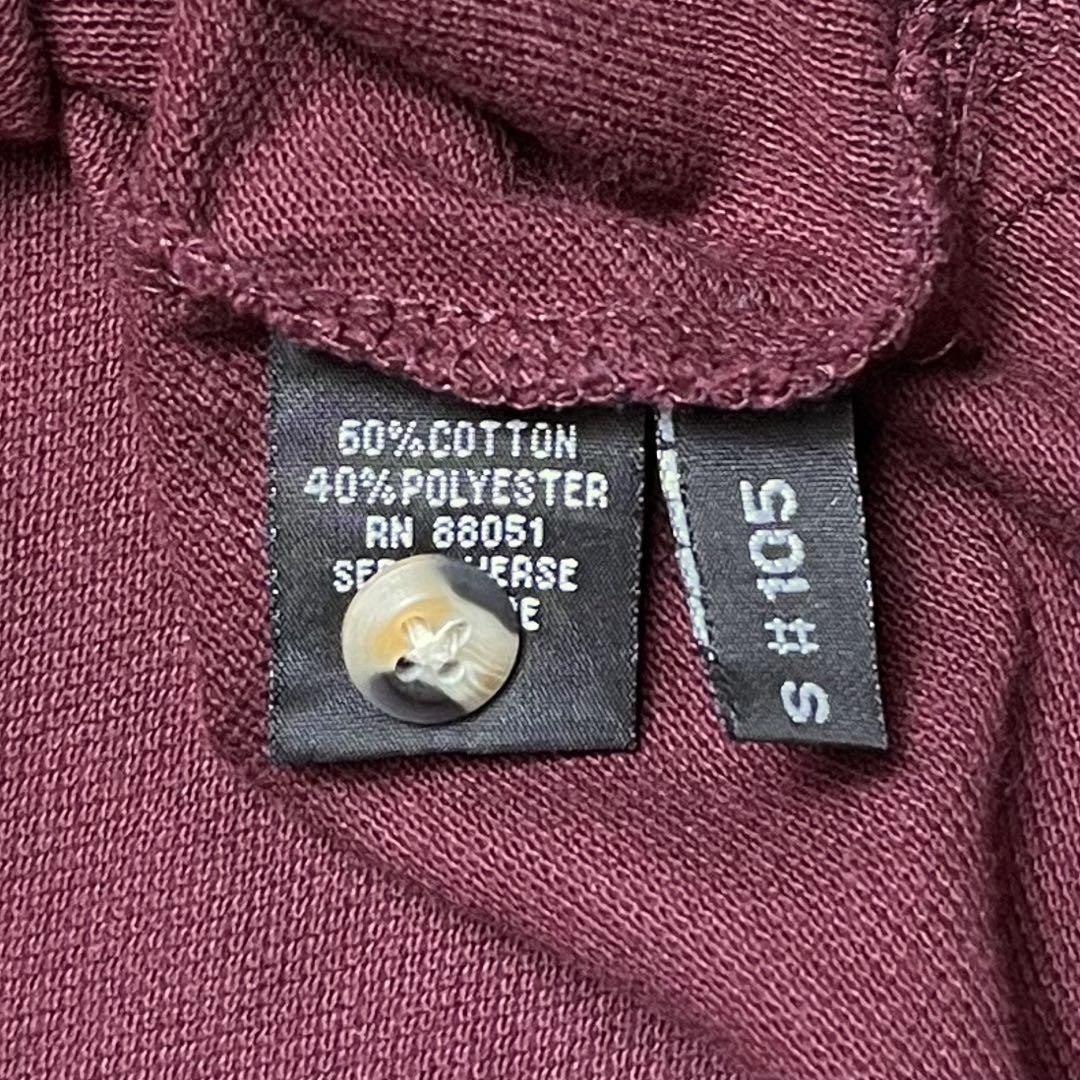 60%COTTON
40%POLYESTER
RN 88051
S # 105